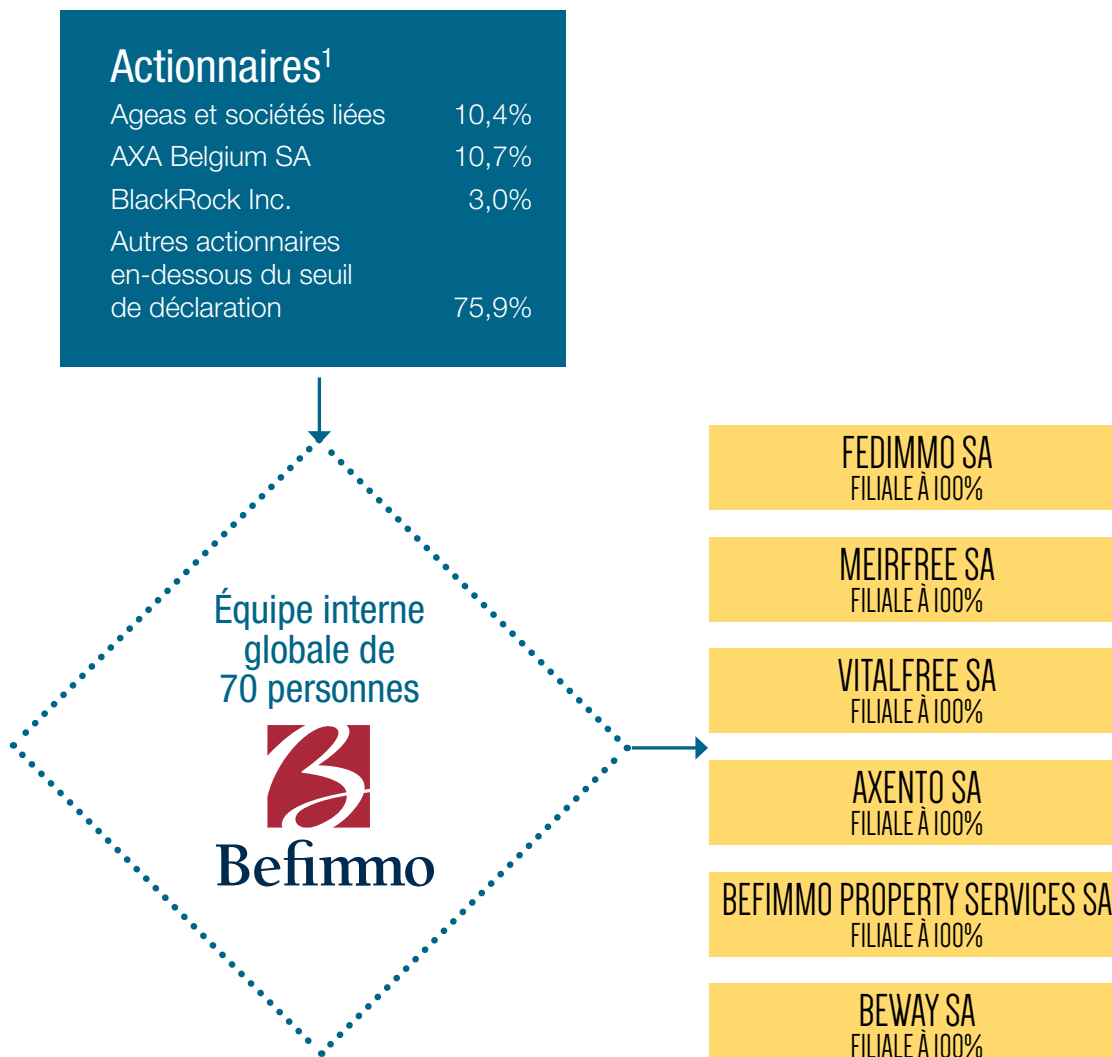 Actionnaires¹
Ageas et sociétés liées 10,4%
AXA Belgium SA 10,7%
BlackRock Inc. 3,0%
Autres actionnaires
en-dessous du seuil
de déclaration 75,9%
Équipe interne
globale de
70 personnes
Befimmo
FEDIMMO SA
FILIALE À 100%
MEIRFREE SA
FILIALE À 100%
VITALFREE SA
FILIALE À 100%
AXENTO SA
FILIALE À 100%
BEFIMMO PROPERTY SERVICES SA
FILIALE À 100%
BEWAY SA
FILIALE À 100%